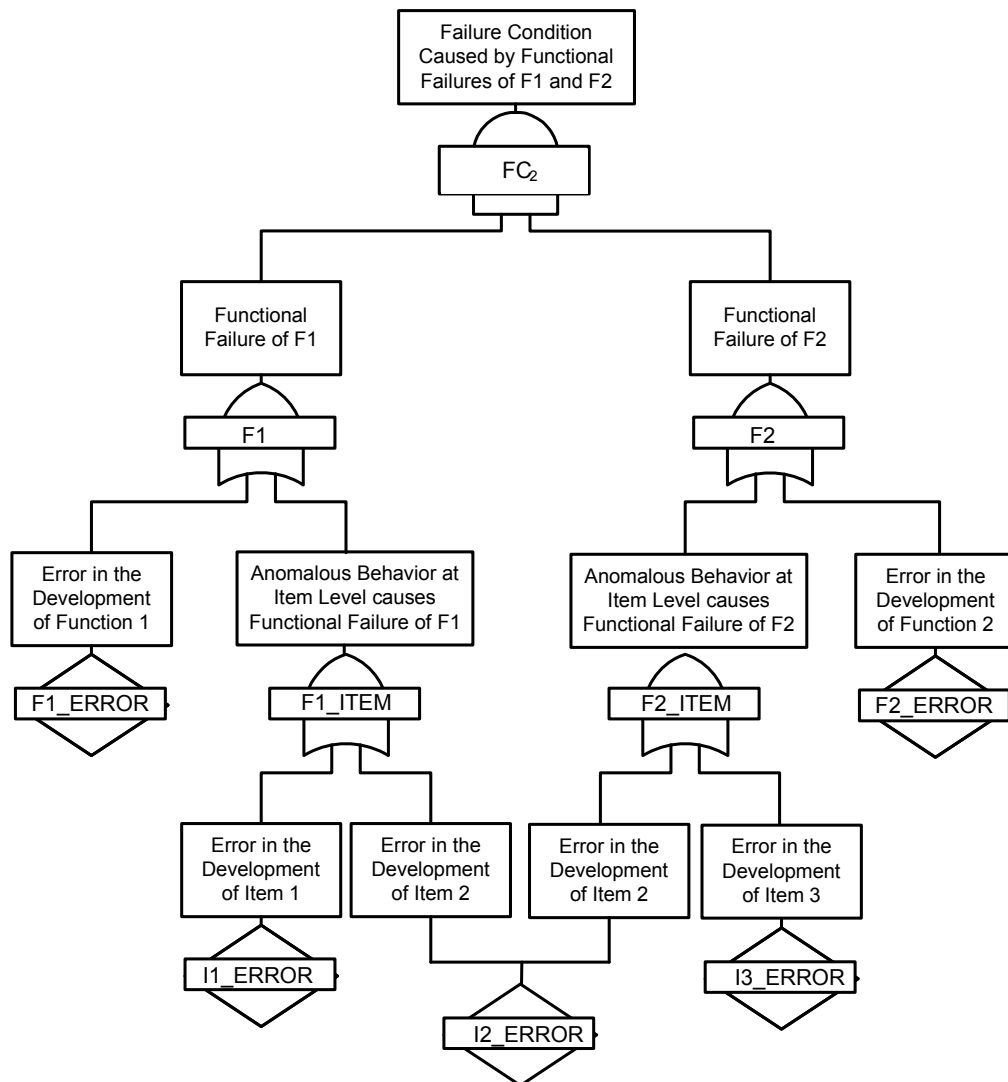 Failure Condition
Caused by Functional
Failures of F1 and F2
FC₂
Functional
Failure of F1
Functional
Failure of F2
F1
F2
Error in the
Development
of Function 1
Anomalous Behavior at
Item Level causes
Functional Failure of F1
Anomalous Behavior at
Item Level causes
Functional Failure of F2
Error in the
Development
of Function 2
F1_ERROR
F1_ITEM
F2_ITEM
F2_ERROR
Error in the
Development
of Item 1
Error in the
Development
of Item 2
Error in the
Development
of Item 2
Error in the
Development
of Item 3
I1_ERROR
I3_ERROR
I2_ERROR